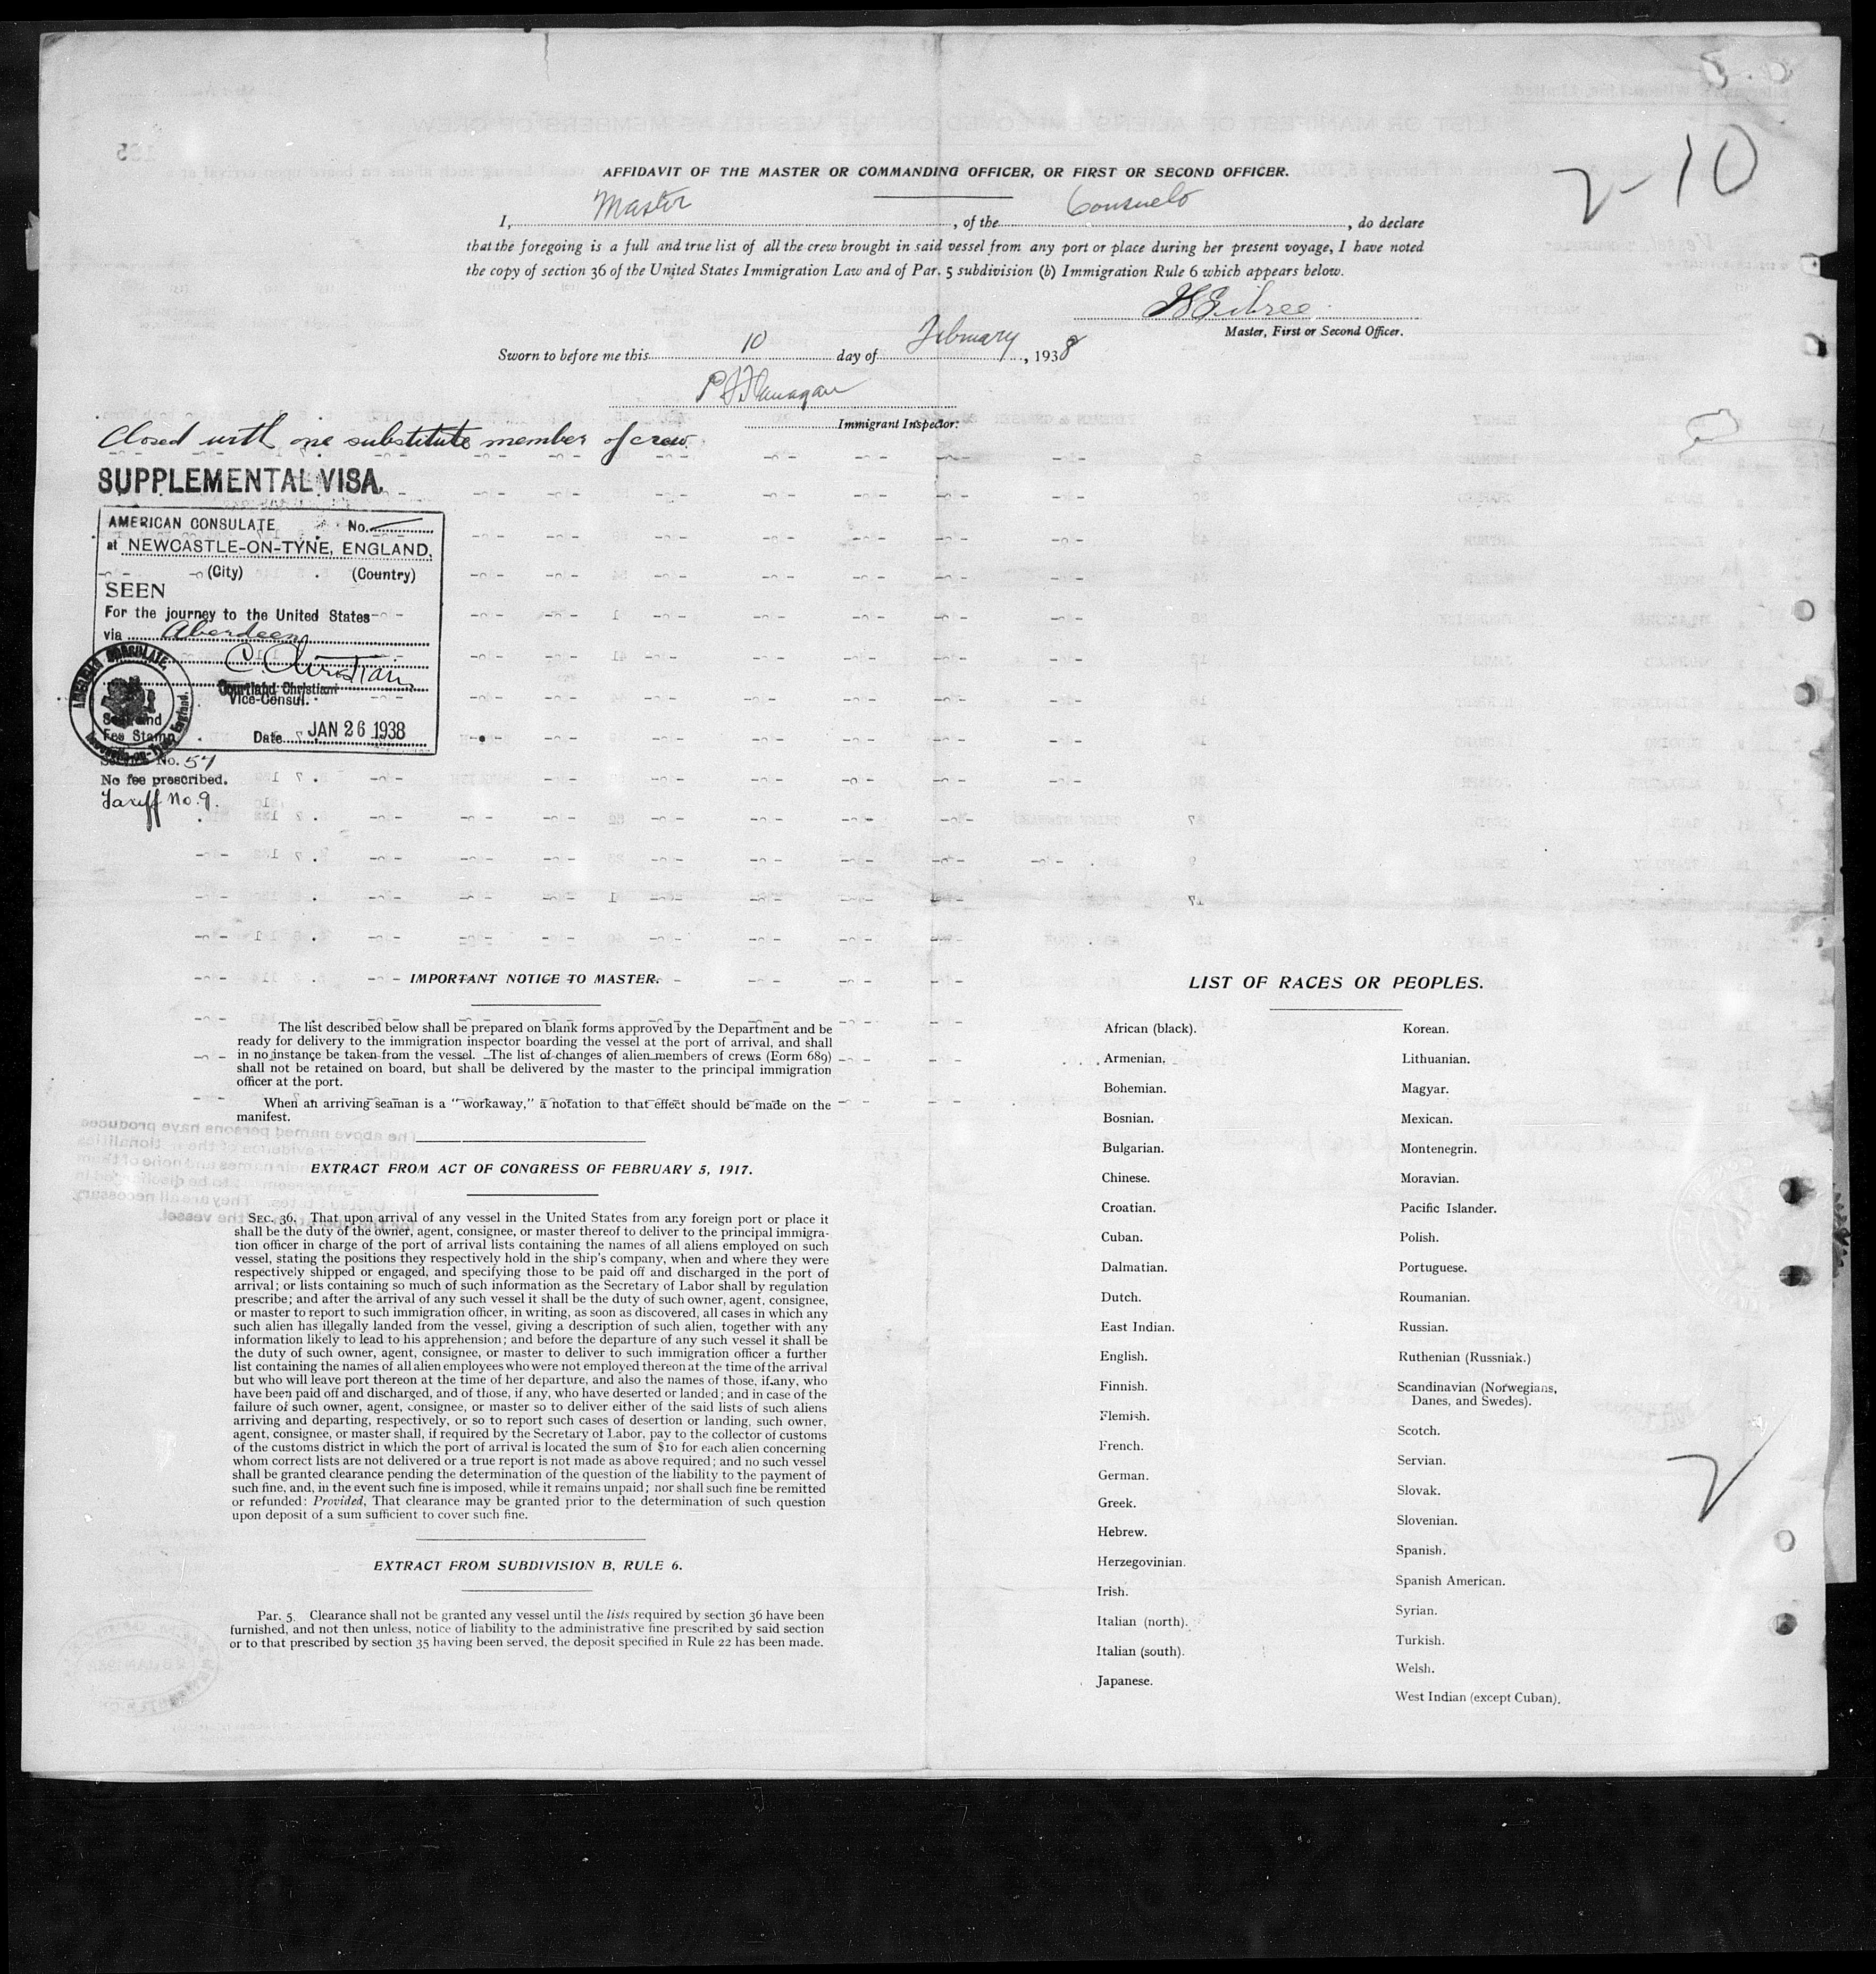 2-10
AFFIDAVIT OF THE MASTER OR COMMANDING OFFICER, OR FIRST OR SECOND OFFICER.
I, Master, of the Consuelo, do declare
that the foregoing is a full and true list of all the crew brought in said vessel from any port or place during her present voyage, I have noted
the copy of section 36 of the United States Immigration Law and of Par. 5 subdivision (b) Immigration Rule 6 which appears below.
Master, First or Second Officer.
Sworn to before me this 10 day of February, 1938
P J Flanagan
Immigrant Inspector.
Closed with one substitute member of crew.
SUPPLEMENTAL VISA.
AMERICAN CONSULATE No.
at NEWCASTLE-ON-TYNE, ENGLAND.
(City) (Country)
SEEN
For the journey to the United States
via Aberdeen
C. Christiani
Courtland Christiani
Vice-Consul.
Seal and
Fee Stamp
Date JAN 26 1938
AMERICAN CONSULATE
Newcastle-on-Tyne, England.
Service No. 57
No fee prescribed.
Tariff No. 9.
IMPORTANT NOTICE TO MASTER.
The list described below shall be prepared on blank forms approved by the Department and be
ready for delivery to the immigration inspector boarding the vessel at the port of arrival, and shall
in no instance be taken from the vessel. The list of changes of alien members of crews (Form 689)
shall not be retained on board, but shall be delivered by the master to the principal immigration
officer at the port.
When an arriving seaman is a "workaway," a notation to that effect should be made on the
manifest.
EXTRACT FROM ACT OF CONGRESS OF FEBRUARY 5, 1917.
SEC. 36. That upon arrival of any vessel in the United States from any foreign port or place it
shall be the duty of the owner, agent, consignee, or master thereof to deliver to the principal immigra-
tion officer in charge of the port of arrival lists containing the names of all aliens employed on such
vessel, stating the positions they respectively hold in the ship's company, when and where they were
respectively shipped or engaged, and specifying those to be paid off and discharged in the port of
arrival; or lists containing so much of such information as the Secretary of Labor shall by regulation
prescribe; and after the arrival of any such vessel it shall be the duty of such owner, agent, consignee,
or master to report to such immigration officer, in writing, as soon as discovered, all cases in which any
such alien has illegally landed from the vessel, giving a description of such alien, together with any
information likely to lead to his apprehension; and before the departure of any such vessel it shall be
the duty of such owner, agent, consignee, or master to deliver to such immigration officer a further
list containing the names of all alien employees who were not employed thereon at the time of the arrival
but who will leave port thereon at the time of her departure, and also the names of those, if any, who
have been paid off and discharged, and of those, if any, who have deserted or landed; and in case of the
failure of such owner, agent, consignee, or master so to deliver either of the said lists of such aliens
arriving and departing, respectively, or so to report such cases of desertion or landing, such owner,
agent, consignee, or master shall, if required by the Secretary of Labor, pay to the collector of customs
of the customs district in which the port of arrival is located the sum of $10 for each alien concerning
whom correct lists are not delivered or a true report is not made as above required; and no such vessel
shall be granted clearance pending the determination of the question of the liability to the payment of
such fine, and, in the event such fine is imposed, while it remains unpaid; nor shall such fine be remitted
or refunded: Provided, That clearance may be granted prior to the determination of such question
upon deposit of a sum sufficient to cover such fine.
EXTRACT FROM SUBDIVISION B, RULE 6.
Par. 5. Clearance shall not be granted any vessel until the lists required by section 36 have been
furnished, and not then unless, notice of liability to the administrative fine prescribed by said section
or to that prescribed by section 35 having been served, the deposit specified in Rule 22 has been made.
LIST OF RACES OR PEOPLES.
African (black).
Armenian.
Bohemian.
Bosnian.
Bulgarian.
Chinese.
Croatian.
Cuban.
Dalmatian.
Dutch.
East Indian.
English.
Finnish.
Flemish.
French.
German.
Greek.
Hebrew.
Herzegovinian.
Irish.
Italian (north).
Italian (south).
Japanese.
Korean.
Lithuanian.
Magyar.
Mexican.
Montenegrin.
Moravian.
Pacific Islander.
Polish.
Portuguese.
Roumanian.
Russian.
Ruthenian (Russniak.)
Scandinavian (Norwegians,
Danes, and Swedes).
Scotch.
Servian.
Slovak.
Slovenian.
Spanish.
Spanish American.
Syrian.
Turkish.
Welsh.
West Indian (except Cuban).